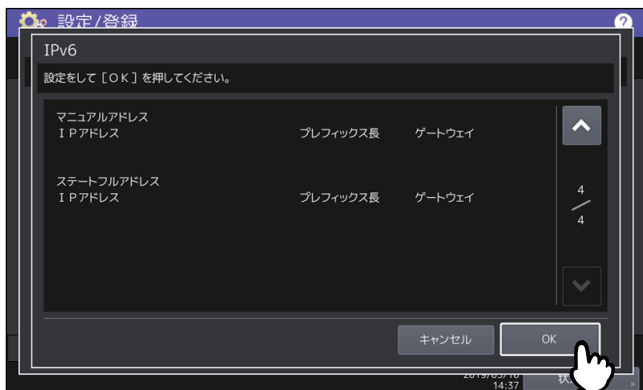 設定/登録
?
IPv6
設定をして［ＯＫ］を押してください。
マニュアルアドレス
ＩＰアドレス プレフィックス長 ゲートウェイ
ステートフルアドレス
ＩＰアドレス プレフィックス長 ゲートウェイ
4
4
キャンセル OK
14:37